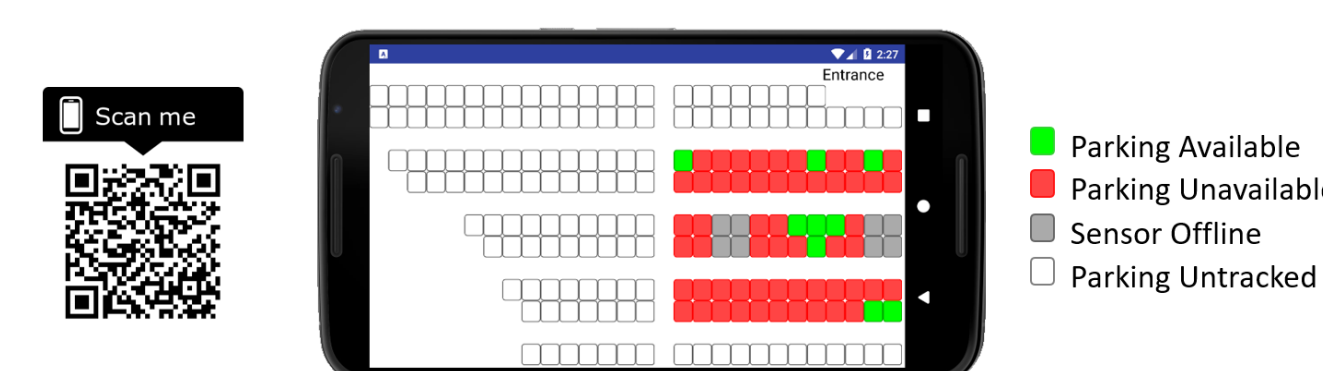 Scan me
A
2:27
Entrance
Parking Available
Parking Unavailable
Sensor Offline
Parking Untracked